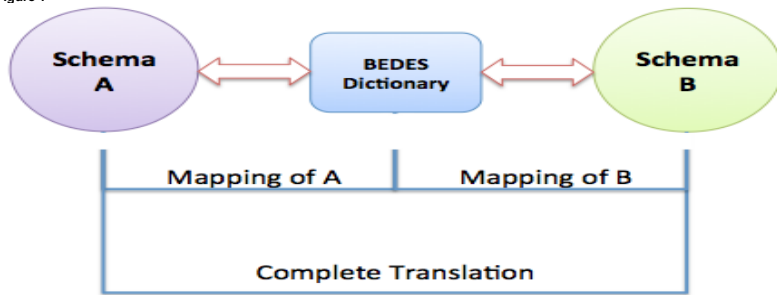 Schema
A
BEDES
Dictionary
Schema
B
Mapping of A
Mapping of B
Complete Translation